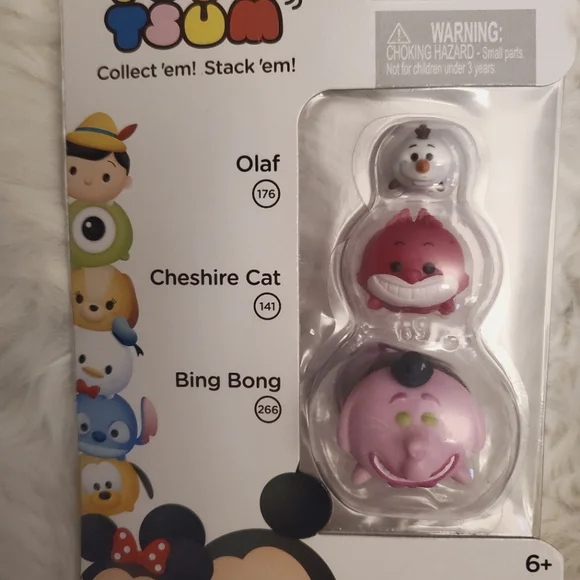 TSUM
Collect 'em! Stack 'em!
WARNING:
CHOKING HAZARD - Small parts.
Not for children under 3 years
Olaf
176
Cheshire Cat
141
Bing Bong
266
6+